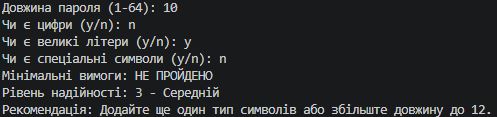 Довжина пароля (1-64): 10
Чи є цифри (y/n): n
Чи є великі літери (y/n): y
Чи є спеціальні символи (y/n): n
Мінімальні вимоги: НЕ ПРОЙДЕНО
Рівень надійності: 3 - Середній
Рекомендація: Додайте ще один тип символів або збільште довжину до 12.